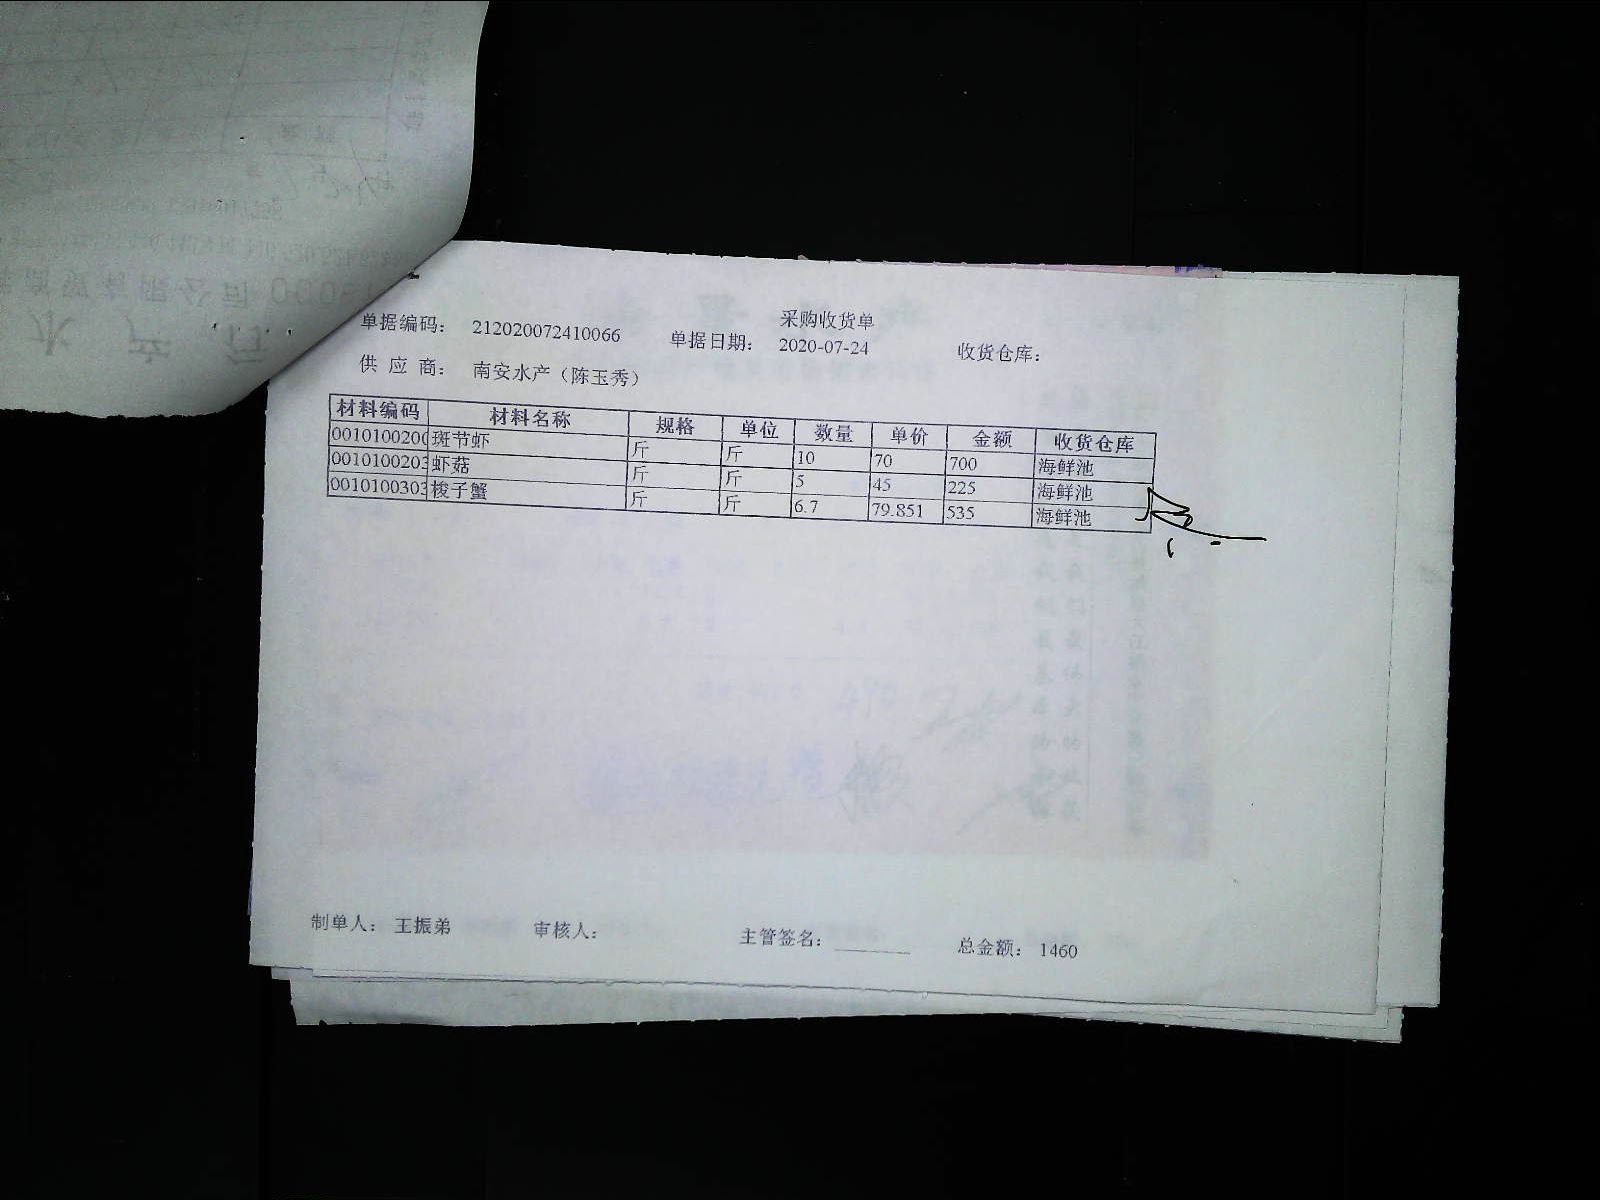 采购收货单
单据编码: 212020072410066 单据日期: 2020-07-24 收货仓库:
供 应 商: 南安水产（陈玉秀）
材料编码 材料名称 规格 单位 数量 单价 金额 收货仓库
001010020 斑节虾 斤 斤 10 70 700 海鲜池
001010020 虾菇 斤 斤 5 45 225 海鲜池
001010030 梭子蟹 斤 斤 6.7 79.851 535 海鲜池
制单人: 王振弟 审核人: 主管签名: 总金额: 1460